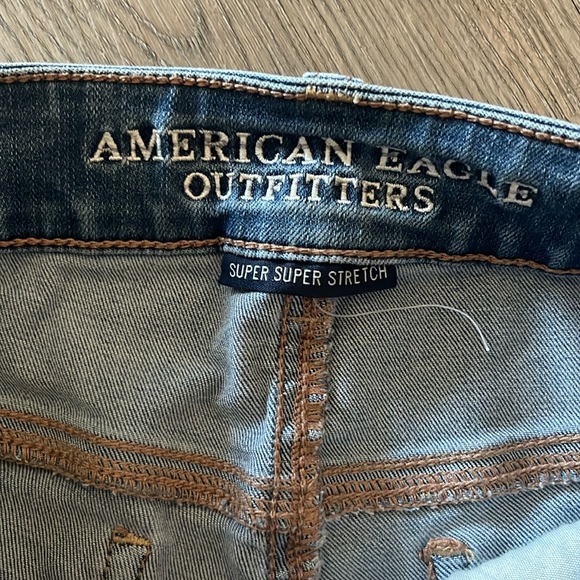 AMERICAN EAGLE
OUTFITTERS
SUPER SUPER STRETCH